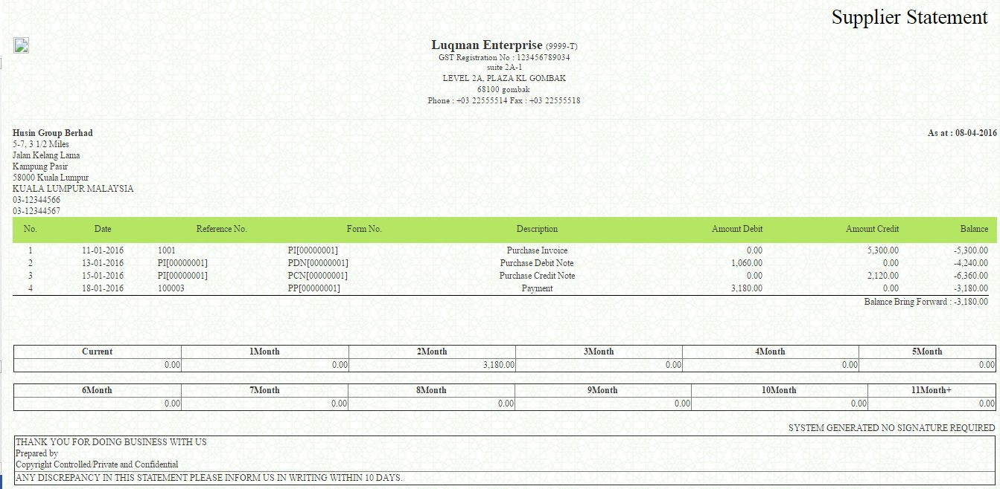 Supplier Statement
Luqman Enterprise (9999-T)
GST Registration No : 123456789034
suite 2A-1
LEVEL 2A, PLAZA KL GOMBAK
68100 gombak
Phone : +03 22555514 Fax : +03 22555518
Husin Group Berhad
As at : 08-04-2016
5-7, 3 1/2 Miles
Jalan Kelang Lama
Kampung Pasir
58000 Kuala Lumpur
KUALA LUMPUR MALAYSIA
03-12344566
03-12344567
No. Date Reference No. Form No. Description Amount Debit Amount Credit Balance
1 11-01-2016 1001 PI[00000001] Purchase Invoice 0.00 5,300.00 -5,300.00
2 13-01-2016 PI[00000001] PDN[00000001] Purchase Debit Note 1,060.00 0.00 -4,240.00
3 15-01-2016 PI[00000001] PCN[00000001] Purchase Credit Note 0.00 2,120.00 -6,360.00
4 18-01-2016 100003 PP[00000001] Payment 3,180.00 0.00 -3,180.00
Balance Bring Forward : -3,180.00
Current 1Month 2Month 3Month 4Month 5Month
0.00 0.00 3,180.00 0.00 0.00 0.00
6Month 7Month 8Month 9Month 10Month 11Month+
0.00 0.00 0.00 0.00 0.00 0.00
SYSTEM GENERATED NO SIGNATURE REQUIRED
THANK YOU FOR DOING BUSINESS WITH US
Prepared by
Copyright Controlled/Private and Confidential
ANY DISCREPANCY IN THIS STATEMENT PLEASE INFORM US IN WRITING WITHIN 10 DAYS.